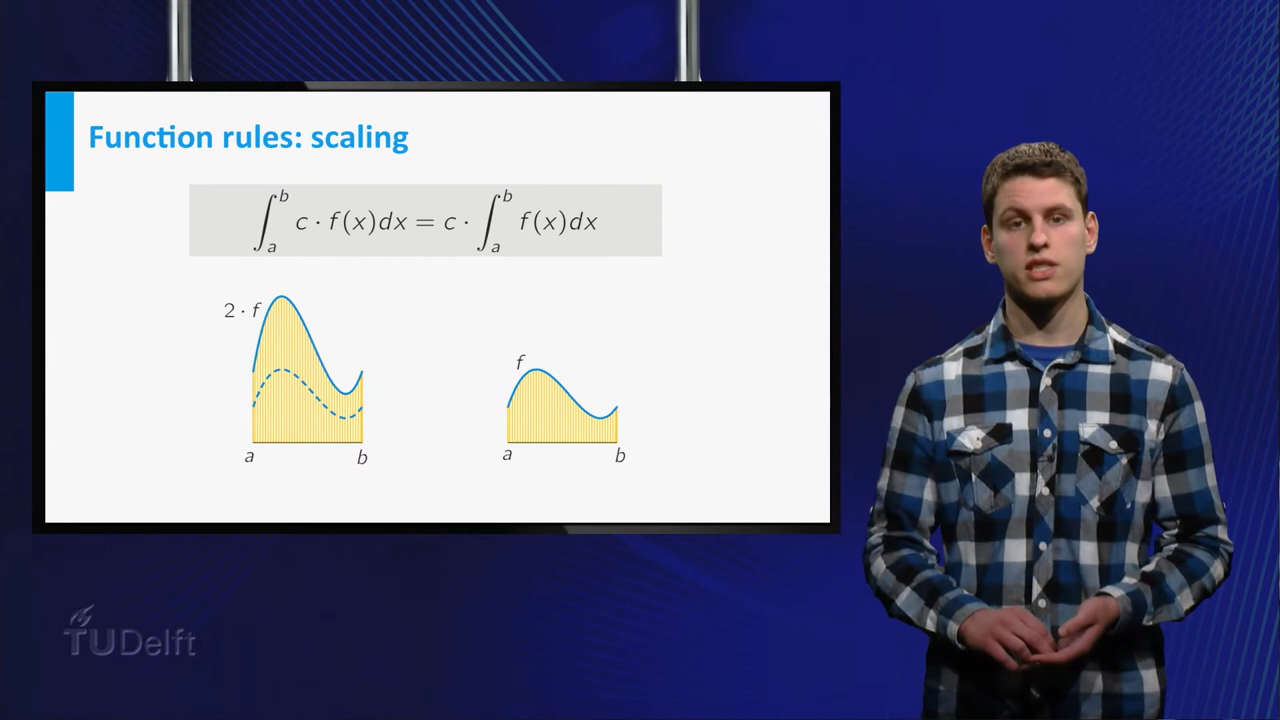 Function rules: scaling
∫_a^b c · f(x)dx = c · ∫_a^b f(x)dx
2 · f
f
a b
a b
TUDelft